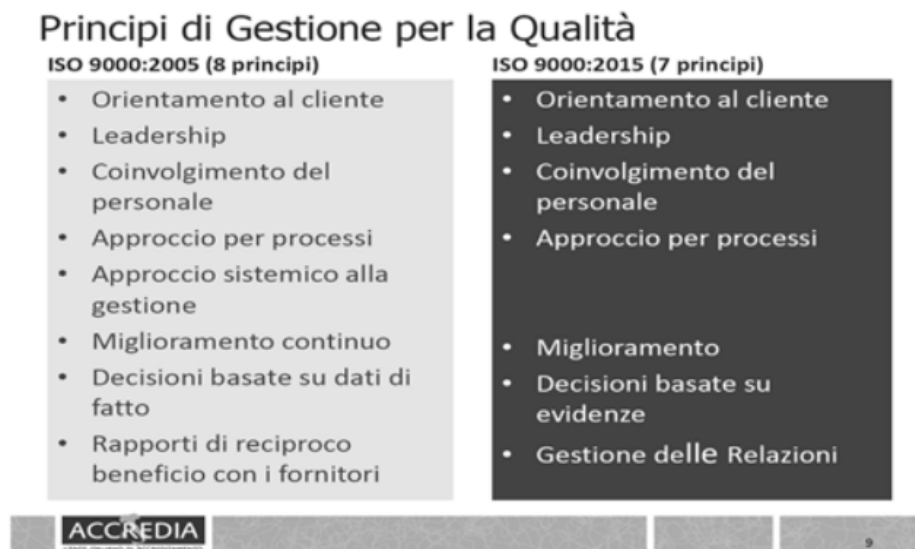 Principi di Gestione per la Qualità
ISO 9000:2005 (8 principi)
• Orientamento al cliente
• Leadership
• Coinvolgimento del
personale
• Approccio per processi
• Approccio sistemico alla
gestione
• Miglioramento continuo
• Decisioni basate su dati di
fatto
• Rapporti di reciproco
beneficio con i fornitori
ISO 9000:2015 (7 principi)
• Orientamento al cliente
• Leadership
• Coinvolgimento del
personale
• Approccio per processi
• Miglioramento
• Decisioni basate su
evidenze
• Gestione delle Relazioni
ACCREDIA
9